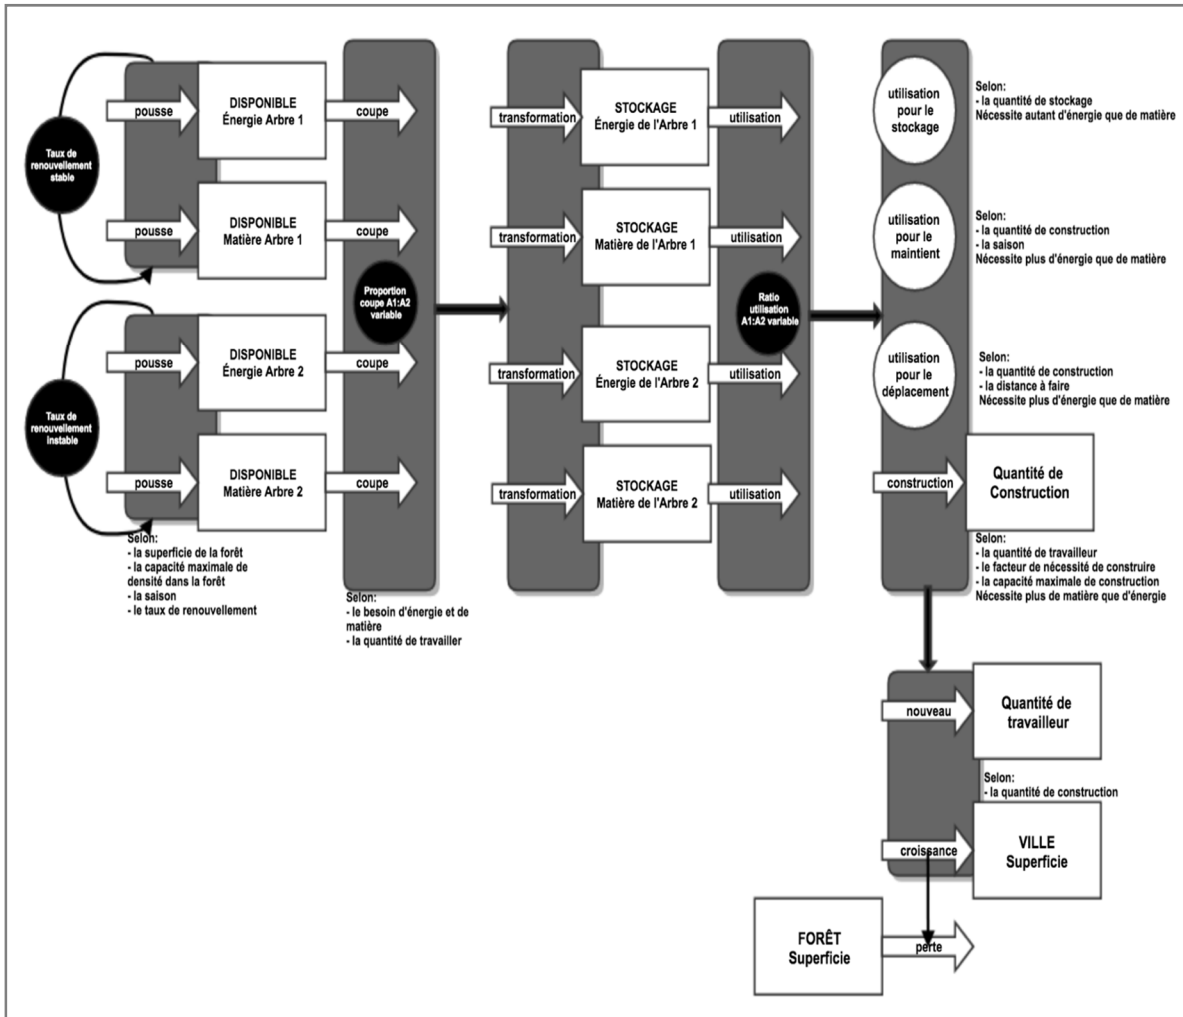 Taux de
renouvellement
stable
pousse
DISPONIBLE
Énergie Arbre 1
coupe
pousse
DISPONIBLE
Matière Arbre 1
coupe
Taux de
renouvellement
instable
pousse
DISPONIBLE
Énergie Arbre 2
coupe
pousse
DISPONIBLE
Matière Arbre 2
coupe
Selon:
- la superficie de la forêt
- la capacité maximale de
densité dans la forêt
- la saison
- le taux de renouvellement
Proportion
coupe A1:A2
variable
Selon:
- le besoin d'énergie et de
matière
- la quantité de travailler
transformation
STOCKAGE
Énergie de l'Arbre 1
utilisation
transformation
STOCKAGE
Matière de l'Arbre 1
utilisation
transformation
STOCKAGE
Énergie de l'Arbre 2
utilisation
transformation
STOCKAGE
Matière de l'Arbre 2
utilisation
Ratio
utilisation
A1:A2 variable
utilisation
pour le
stockage
Selon:
- la quantité de stockage
Nécessite autant d'énergie que de matière
utilisation
pour le
maintient
Selon:
- la quantité de construction
- la saison
Nécessite plus d'énergie que de matière
utilisation
pour le
déplacement
Selon:
- la quantité de construction
- la distance à faire
Nécessite plus d'énergie que de matière
construction
Quantité de
Construction
Selon:
- la quantité de travailleur
- le facteur de nécessité de construire
- la capacité maximale de construction
Nécessite plus de matière que d'énergie
nouveau
Quantité de
travailleur
Selon:
- la quantité de construction
croissance
VILLE
Superficie
FORÊT
Superficie
perte